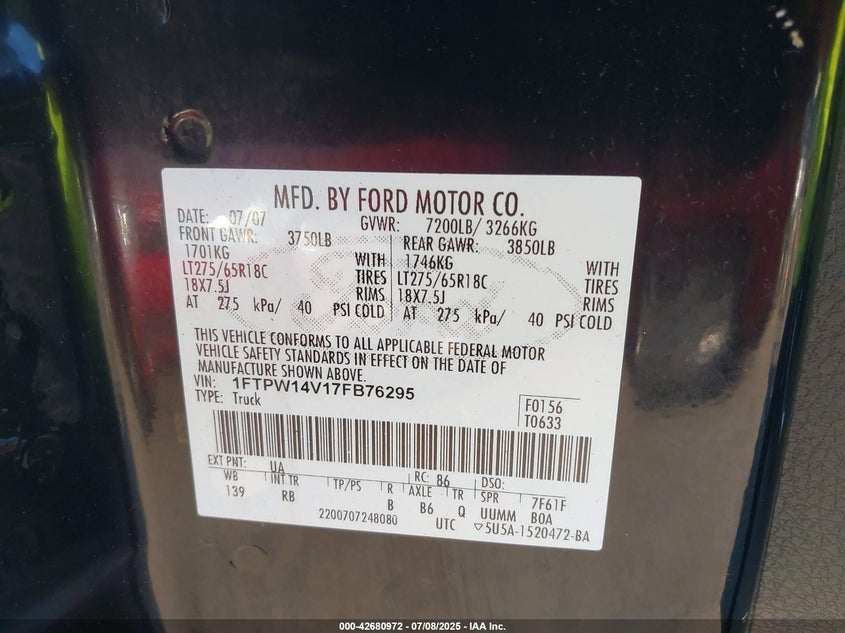 MFD. BY FORD MOTOR CO.
DATE: 07/07 GVWR: 7200LB/ 3266KG
FRONT GAWR: 3750LB REAR GAWR: 3850LB
1701KG WITH 1746KG WITH
LT275/65R18C TIRES LT275/65R18C TIRES
18X7.5J RIMS 18X7.5J RIMS
AT 275 kPa/ 40 PSI COLD AT 275 kPa/ 40 PSI COLD
THIS VEHICLE CONFORMS TO ALL APPLICABLE FEDERAL MOTOR
VEHICLE SAFETY STANDARDS IN EFFECT ON THE DATE OF
MANUFACTURE SHOWN ABOVE.
VIN: 1FTPW14V17FB76295
TYPE: Truck
F0156
T0633
EXT PNT: UA RC: 86 DSO:
WB INT TR TP/PS R AXLE TR SPR 7F61F
139 RB B B6 Q UUMM BOA
2200707248080 UTC ▽5U5A-1520472-BA
000-42680972 - 07/08/2025 - IAA Inc.